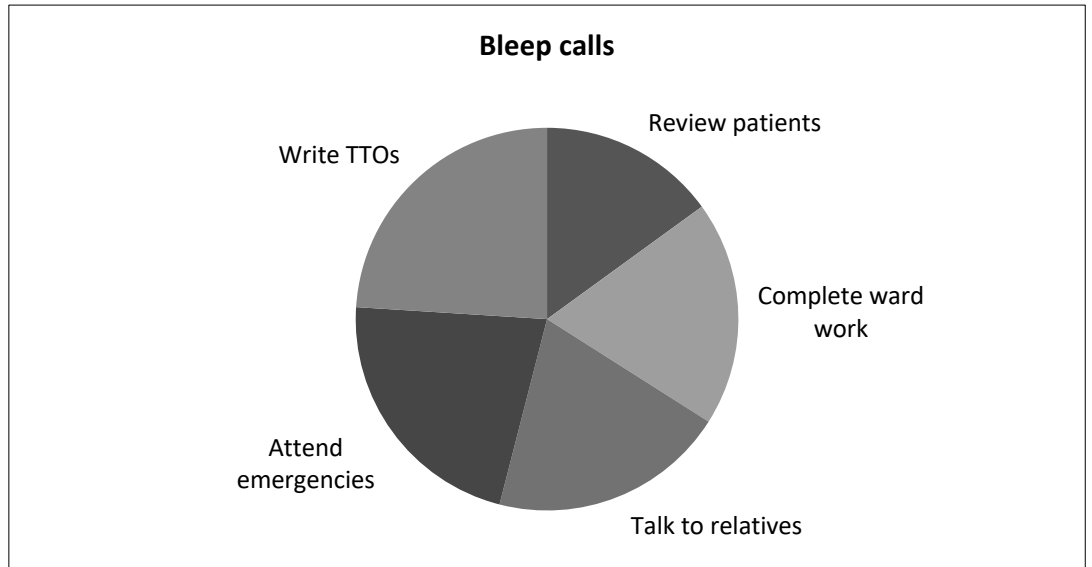 Bleep calls
Review patients
Complete ward
work
Talk to relatives
Attend
emergencies
Write TTOs